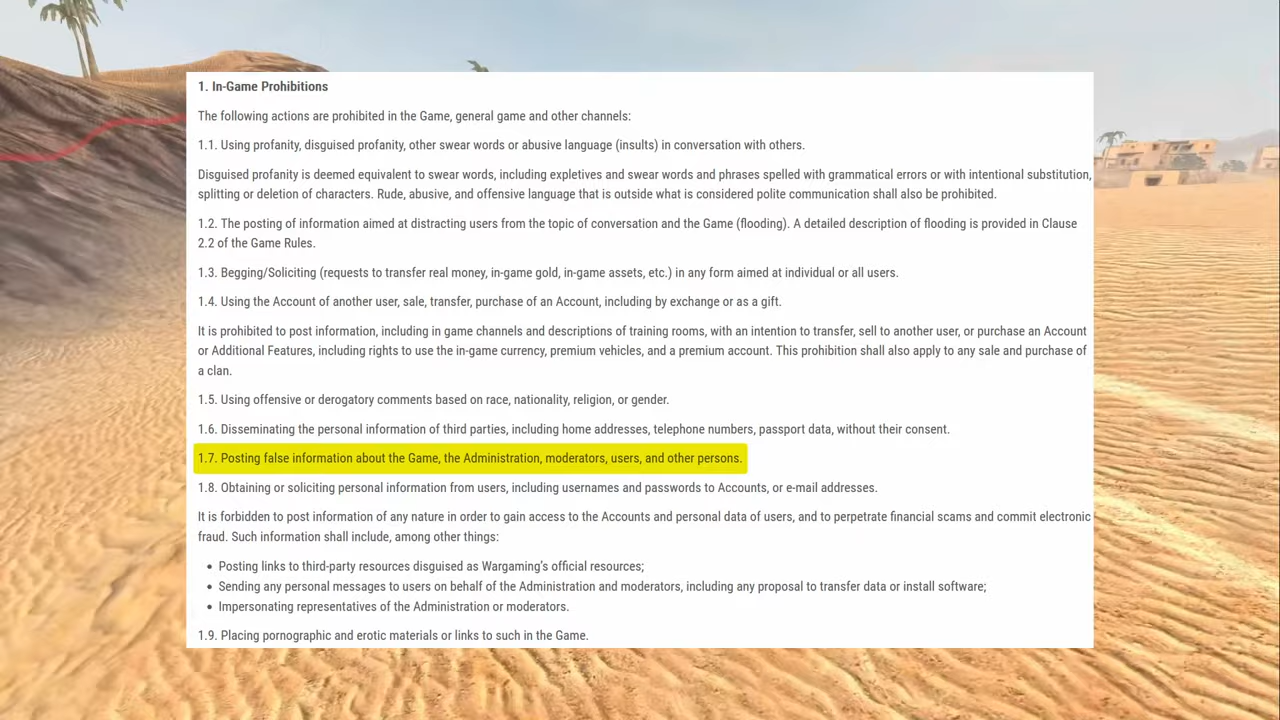 1. In-Game Prohibitions
The following actions are prohibited in the Game, general game and other channels:
1.1. Using profanity, disguised profanity, other swear words or abusive language (insults) in conversation with others.
Disguised profanity is deemed equivalent to swear words, including expletives and swear words and phrases spelled with grammatical errors or with intentional substitution,
splitting or deletion of characters. Rude, abusive, and offensive language that is outside what is considered polite communication shall also be prohibited.
1.2. The posting of information aimed at distracting users from the topic of conversation and the Game (flooding). A detailed description of flooding is provided in Clause
2.2 of the Game Rules.
1.3. Begging/Soliciting (requests to transfer real money, in-game gold, in-game assets, etc.) in any form aimed at individual or all users.
1.4. Using the Account of another user, sale, transfer, purchase of an Account, including by exchange or as a gift.
It is prohibited to post information, including in game channels and descriptions of training rooms, with an intention to transfer, sell to another user, or purchase an Account
or Additional Features, including rights to use the in-game currency, premium vehicles, and a premium account. This prohibition shall also apply to any sale and purchase of
a clan.
1.5. Using offensive or derogatory comments based on race, nationality, religion, or gender.
1.6. Disseminating the personal information of third parties, including home addresses, telephone numbers, passport data, without their consent.
1.7. Posting false information about the Game, the Administration, moderators, users, and other persons.
1.8. Obtaining or soliciting personal information from users, including usernames and passwords to Accounts, or e-mail addresses.
It is forbidden to post information of any nature in order to gain access to the Accounts and personal data of users, and to perpetrate financial scams and commit electronic
fraud. Such information shall include, among other things:
• Posting links to third-party resources disguised as Wargaming's official resources;
• Sending any personal messages to users on behalf of the Administration and moderators, including any proposal to transfer data or install software;
• Impersonating representatives of the Administration or moderators.
1.9. Placing pornographic and erotic materials or links to such in the Game.